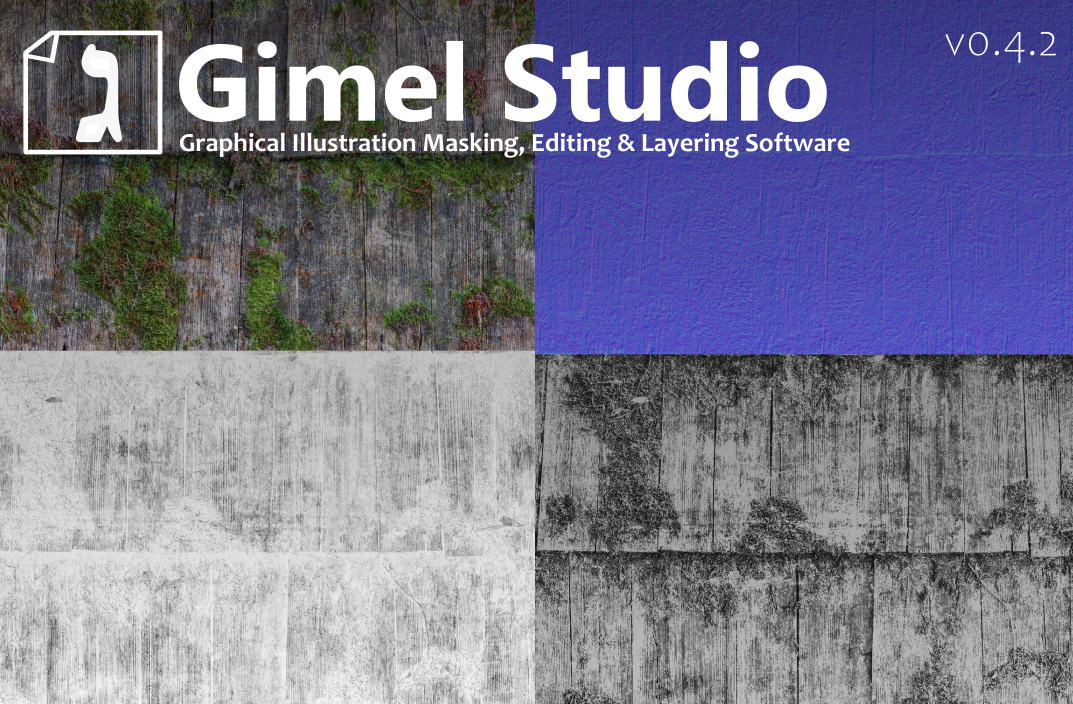 ג
Gimel Studio
v0.4.2
Graphical Illustration Masking, Editing & Layering Software